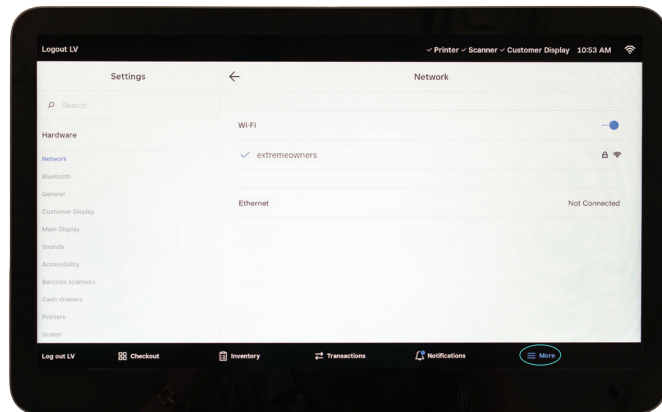 Logout LV
Printer Scanner Customer Display 10:53 AM
Settings
Network
Search
Hardware
Network
Bluetooth
General
Customer Display
Main Display
Sounds
Accessibility
Barcode scanners
Cash drawers
Printers
Scales
Wi-Fi
extremeowners
Ethernet Not Connected
Log out LV Checkout Inventory Transactions Notifications More